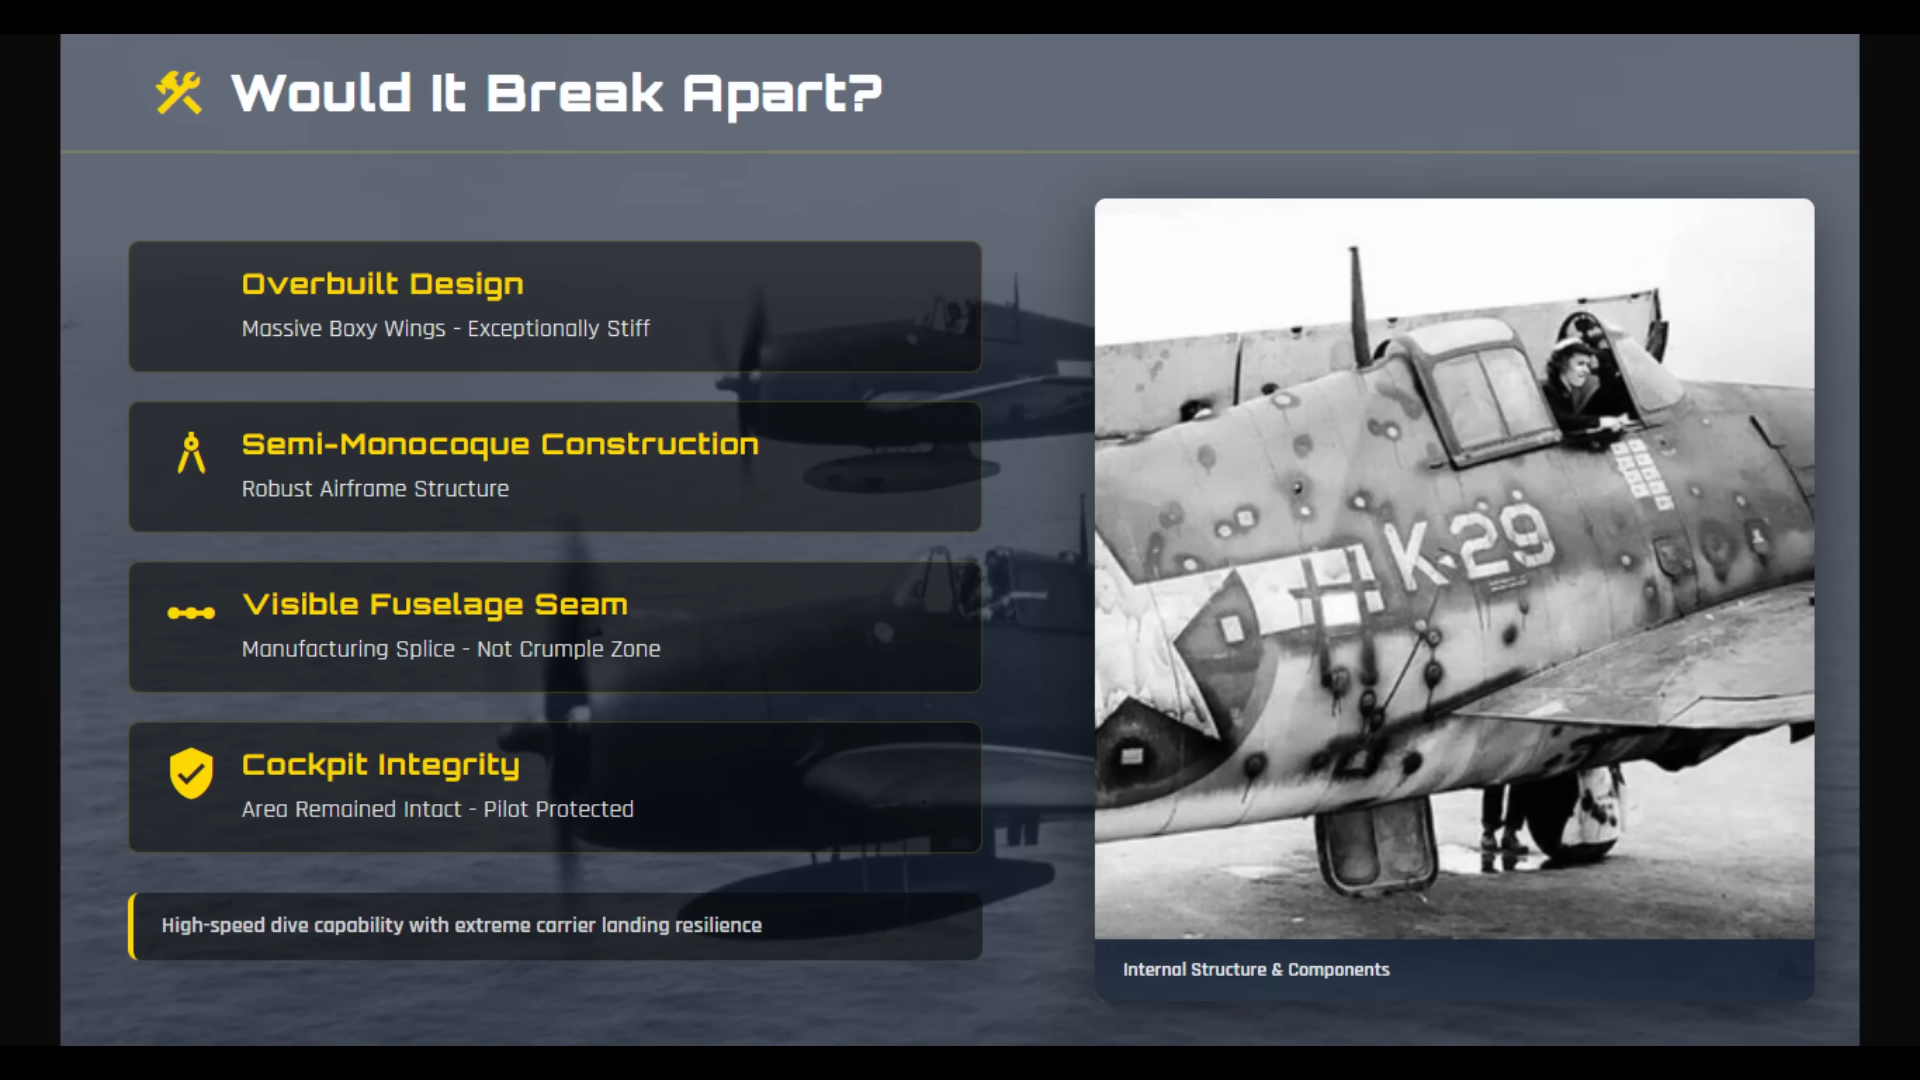 Would It Break Apart?
Overbuilt Design
Massive Boxy Wings - Exceptionally Stiff
Semi-Monocoque Construction
Robust Airframe Structure
Visible Fuselage Seam
Manufacturing Splice - Not Crumple Zone
Cockpit Integrity
Area Remained Intact - Pilot Protected
High-speed dive capability with extreme carrier landing resilience
K-29
Internal Structure & Components